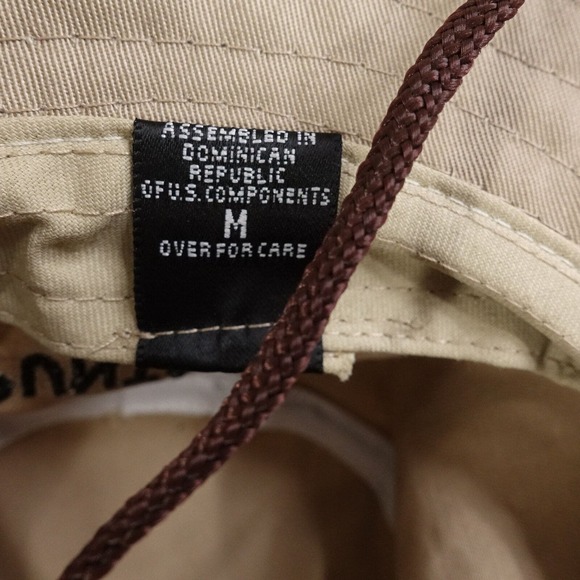 ASSEMBLED IN
DOMINICAN
REPUBLIC
OF U.S. COMPONENTS
M
OVER FOR CARE